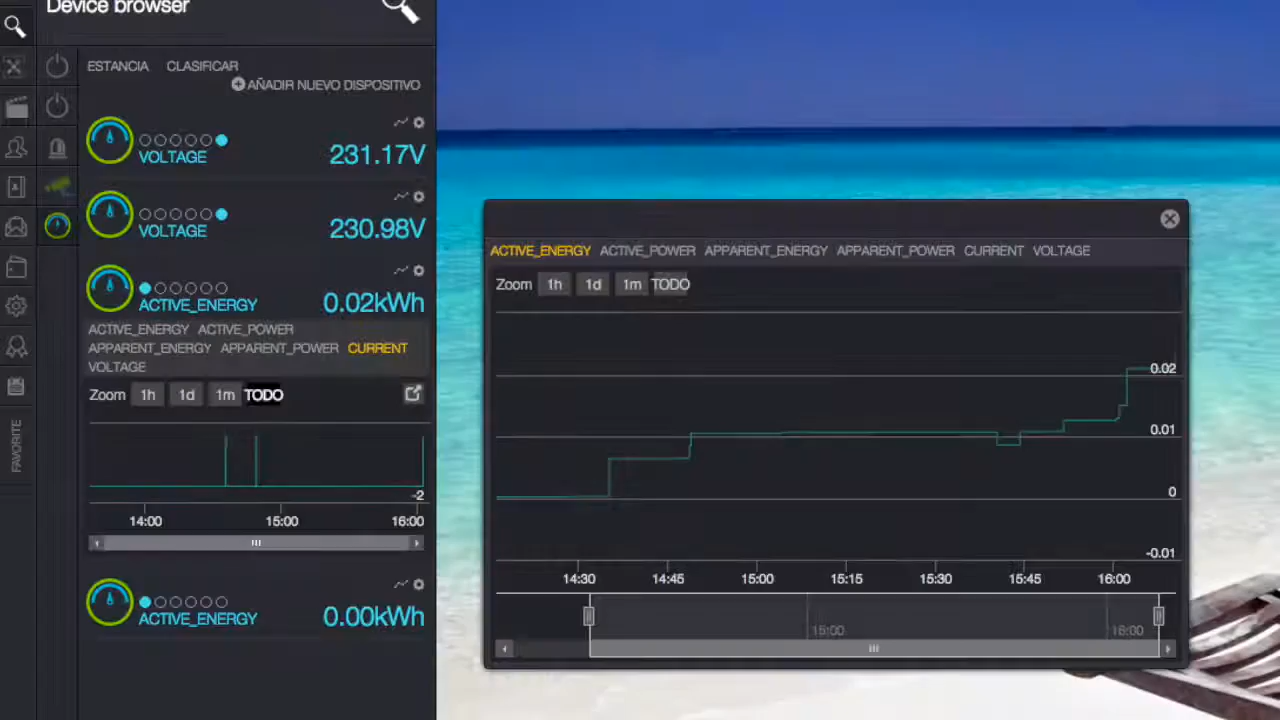 Device browser
ESTANCIA CLASIFICAR
AÑADIR NUEVO DISPOSITIVO
VOLTAGE 231.17V
VOLTAGE 230.98V
ACTIVE_ENERGY 0.02kWh
ACTIVE_ENERGY ACTIVE_POWER
APPARENT_ENERGY APPARENT_POWER CURRENT
VOLTAGE
Zoom 1h 1d 1m TODO
-2
14:00 15:00 16:00
ACTIVE_ENERGY 0.00kWh
FAVORITE
ACTIVE_ENERGY ACTIVE_POWER APPARENT_ENERGY APPARENT_POWER CURRENT VOLTAGE
Zoom 1h 1d 1m TODO
0.02
0.01
0
-0.01
14:30 14:45 15:00 15:15 15:30 15:45 16:00
15:00 16:00